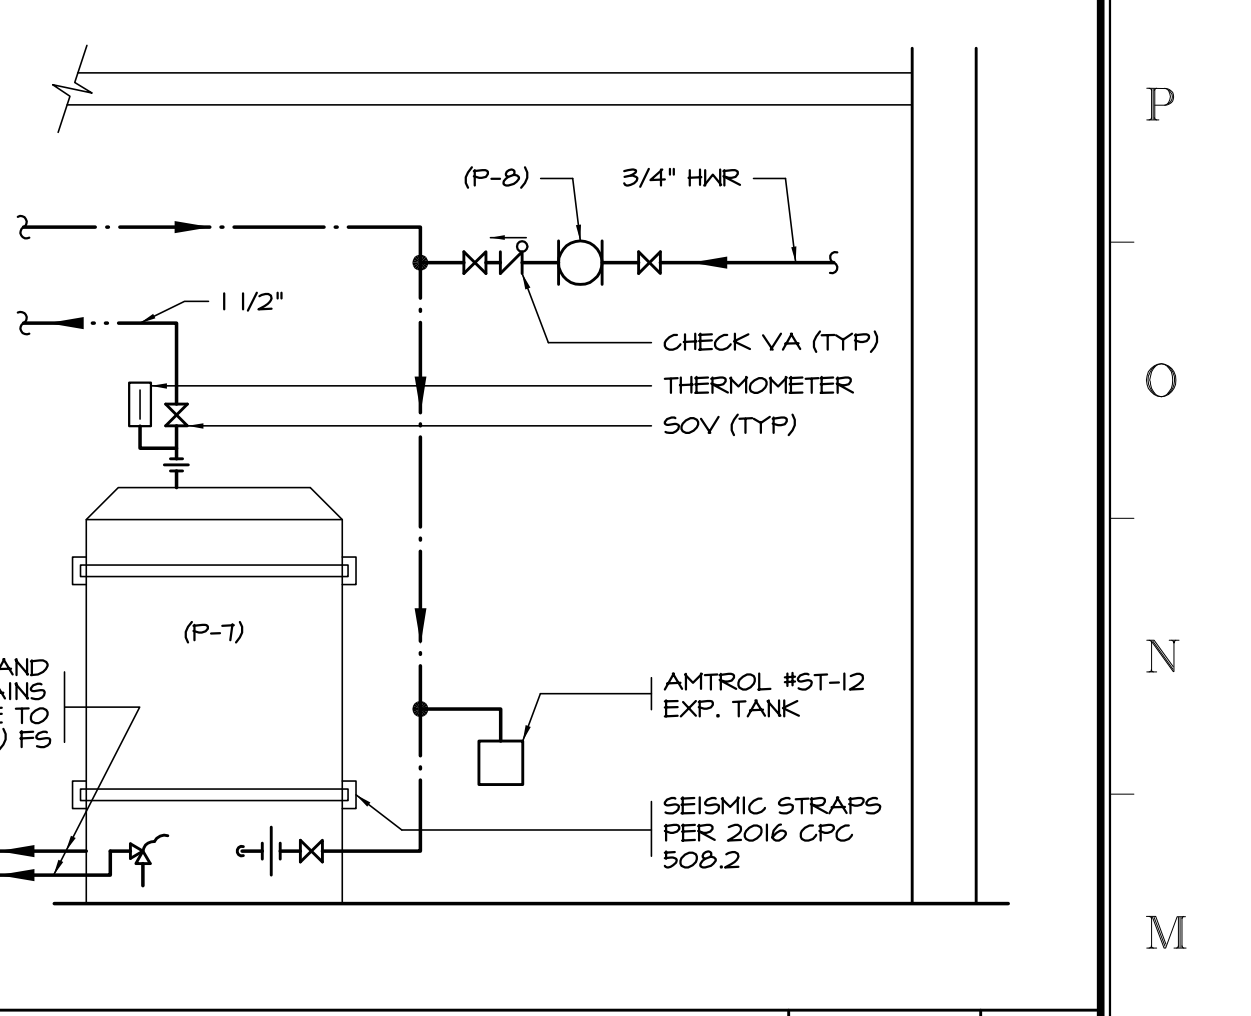 P
(P-8)
3/4" HWR
1 1/2"
CHECK VA (TYP)
THERMOMETER
SOV (TYP)
O
(P-7)
AND
AINS
E TO
) FS
N
AMTROL #ST-12
EXP. TANK
SEISMIC STRAPS
PER 2016 CPC
508.2
M